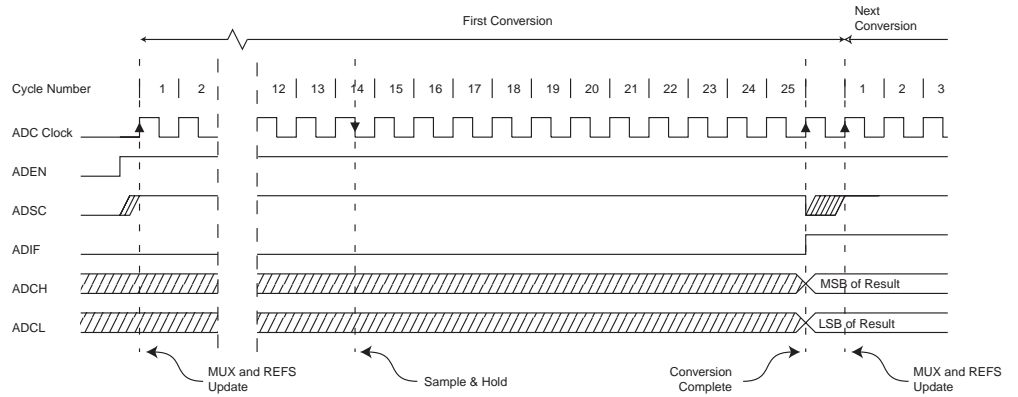 First Conversion
Next
Conversion
Cycle Number 1 2 12 13 14 15 16 17 18 19 20 21 22 23 24 25 1 2 3
ADC Clock
ADEN
ADSC
ADIF
ADCH MSB of Result
ADCL LSB of Result
MUX and REFS
Update
Sample & Hold
Conversion
Complete
MUX and REFS
Update